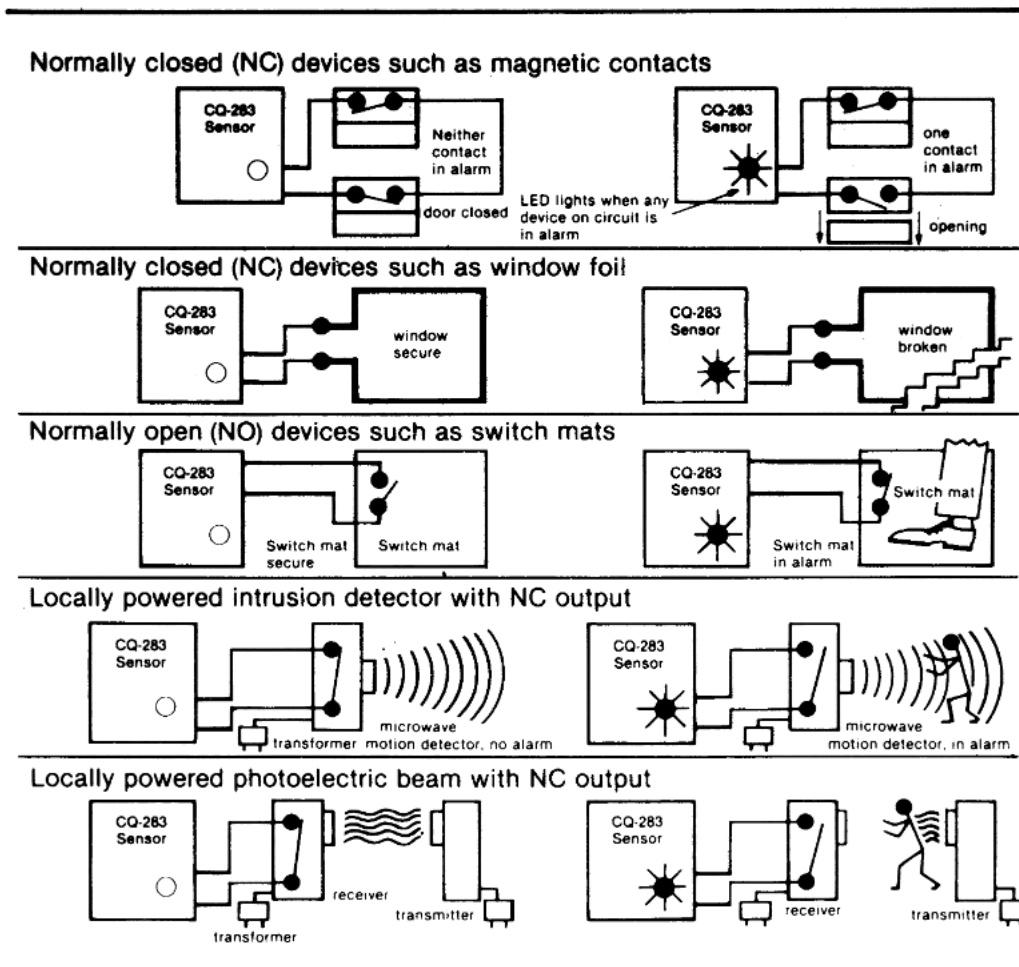 Normally closed (NC) devices such as magnetic contacts
CQ-283
Sensor
Neither
contact
in alarm
door closed
CQ-283
Sensor
one
contact
in alarm
LED lights when any
device on circuit is
in alarm
opening
Normally closed (NC) devices such as window foil
CQ-283
Sensor
window
secure
CQ-283
Sensor
window
broken
Normally open (NO) devices such as switch mats
CQ-283
Sensor
Switch mat
secure
Switch mat
CQ-283
Sensor
Switch mat
Switch mat
in alarm
Locally powered intrusion detector with NC output
CQ-283
Sensor
microwave
transformer motion detector, no alarm
CQ-283
Sensor
microwave
motion detector, in alarm
Locally powered photoelectric beam with NC output
CQ-283
Sensor
receiver
transmitter
transformer
CQ-283
Sensor
receiver
transmitter